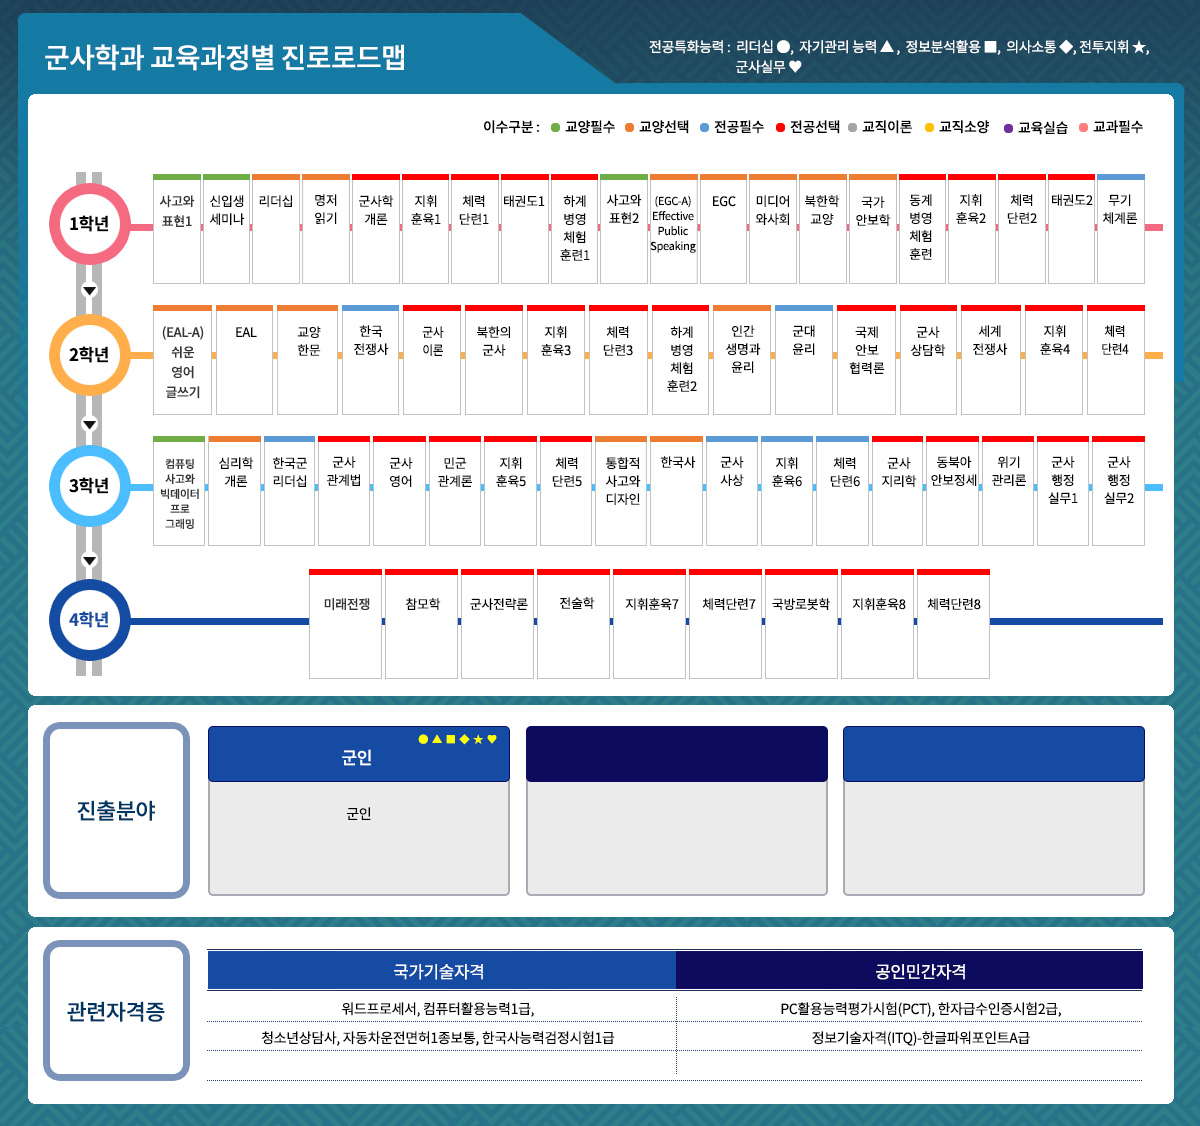 군사학과 교육과정별 진로로드맵
전공특화능력 : 리더십 ●, 자기관리 능력 ▲, 정보분석활용 ■, 의사소통 ◆, 전투지휘 ★,
군사실무 ♥
이수구분 : ● 교양필수 ● 교양선택 ● 전공필수 ● 전공선택 ● 교직이론 ● 교직소양 ● 교육실습 ● 교과필수
1학년
사고와
표현1
신입생
세미나
리더십
명저
읽기
군사학
개론
지휘
훈육1
체력
단련1
태권도1
하계
병영
체험
훈련1
사고와
표현2
(EGC-A)
Effective
Public
Speaking
EGC
미디어
와사회
북한학
교양
국가
안보학
동계
병영
체험
훈련
지휘
훈육2
체력
단련2
태권도2
무기
체계론
2학년
(EAL-A)
쉬운
영어
글쓰기
EAL
교양
한문
한국
전쟁사
군사
이론
북한의
군사
지휘
훈육3
체력
단련3
하계
병영
체험
훈련2
인간
생명과
윤리
군대
윤리
국제
안보
협력론
군사
상담학
세계
전쟁사
지휘
훈육4
체력
단련4
3학년
컴퓨팅
사고와
빅데이터
프로
그래밍
심리학
개론
한국군
리더십
군사
관계법
군사
영어
민군
관계론
지휘
훈육5
체력
단련5
통합적
사고와
디자인
한국사
군사
사상
지휘
훈육6
체력
단련6
군사
지리학
동북아
안보정세
위기
관리론
군사
행정
실무1
군사
행정
실무2
4학년
미래전쟁
참모학
군사전략론
전술학
지휘훈육7
체력단련7
국방로봇학
지휘훈육8
체력단련8
진출분야
●▲■◆★♥
군인
군인
관련자격증
국가기술자격
공인민간자격
워드프로세서, 컴퓨터활용능력1급,
PC활용능력평가시험(PCT), 한자급수인증시험2급,
청소년상담사, 자동차운전면허1종보통, 한국사능력검정시험1급
정보기술자격(ITQ)-한글파워포인트A급